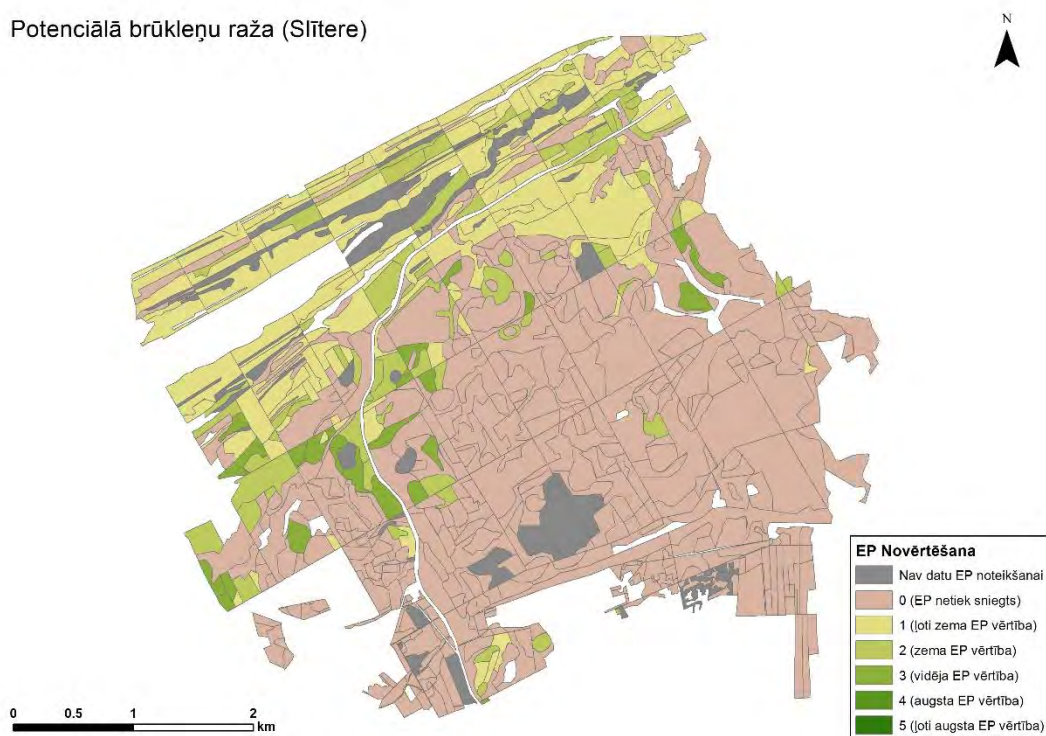 Potenciālā brūkleņu raža (Slītere)
N
EP Novērtēšana
Nav datu EP noteikšanai
0 (EP netiek sniegts)
1 (ļoti zema EP vērtība)
2 (zema EP vērtība)
3 (vidēja EP vērtība)
4 (augsta EP vērtība)
5 (ļoti augsta EP vērtība)
0 0.5 1 2
km